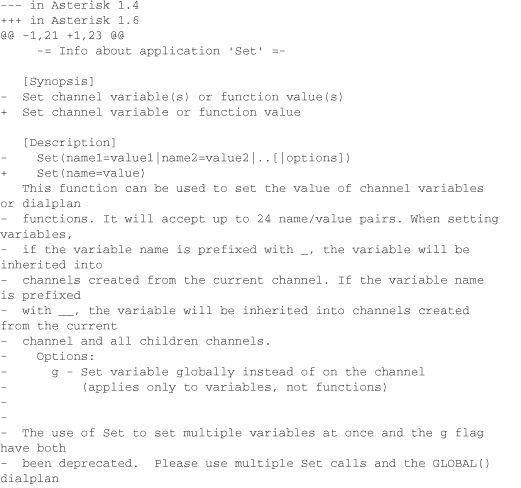 --- in Asterisk 1.4
+++ in Asterisk 1.6
@@ -1,21 +1,23 @@
     -= Info about application 'Set' =-

   [Synopsis]
-  Set channel variable(s) or function value(s)
+  Set channel variable or function value

   [Description]
-    Set(name1=value1|name2=value2|..[|options])
+    Set(name=value)
   This function can be used to set the value of channel variables
or dialplan
-  functions. It will accept up to 24 name/value pairs. When setting
variables,
-  if the variable name is prefixed with _, the variable will be
inherited into
-  channels created from the current channel. If the variable name
is prefixed
-  with __, the variable will be inherited into channels created
from the current
-  channel and all children channels.
-    Options:
-      g - Set variable globally instead of on the channel
-          (applies only to variables, not functions)
-
-
-  The use of Set to set multiple variables at once and the g flag
have both
-  been deprecated.  Please use multiple Set calls and the GLOBAL()
dialplan